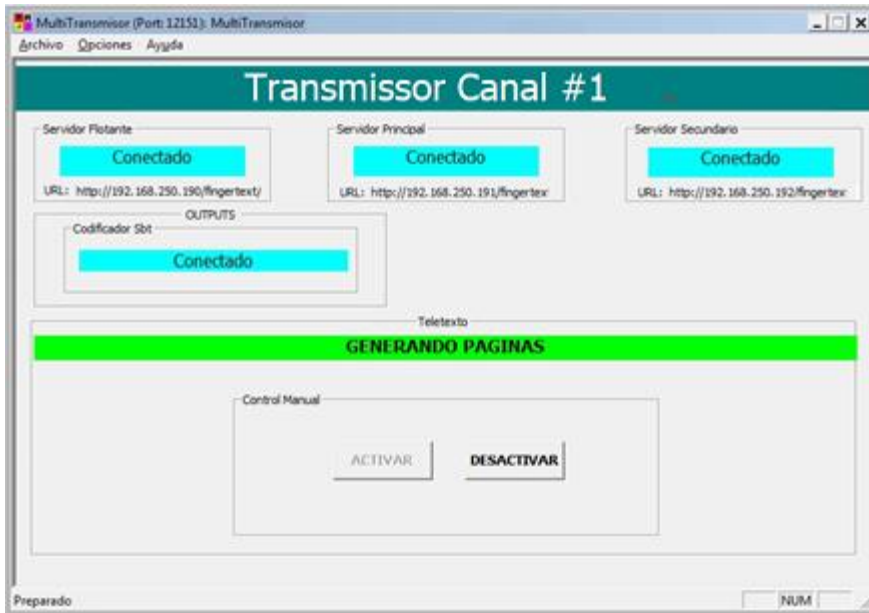 MultiTransmisor (Port: 12151): MultiTransmisor
Archivo Opciones Ayuda
Transmissor Canal #1
Servidor Flotante Servidor Principal Servidor Secundario
Conectado Conectado Conectado
URL: http://192.168.250.190/fingertext/ URL: http://192.168.250.191/fingertex URL: http://192.168.250.192/fingertex
OUTPUTS
Codificador Sbt
Conectado
Teletexto
GENERANDO PAGINAS
Control Manual
ACTIVAR DESACTIVAR
Preparado NUM